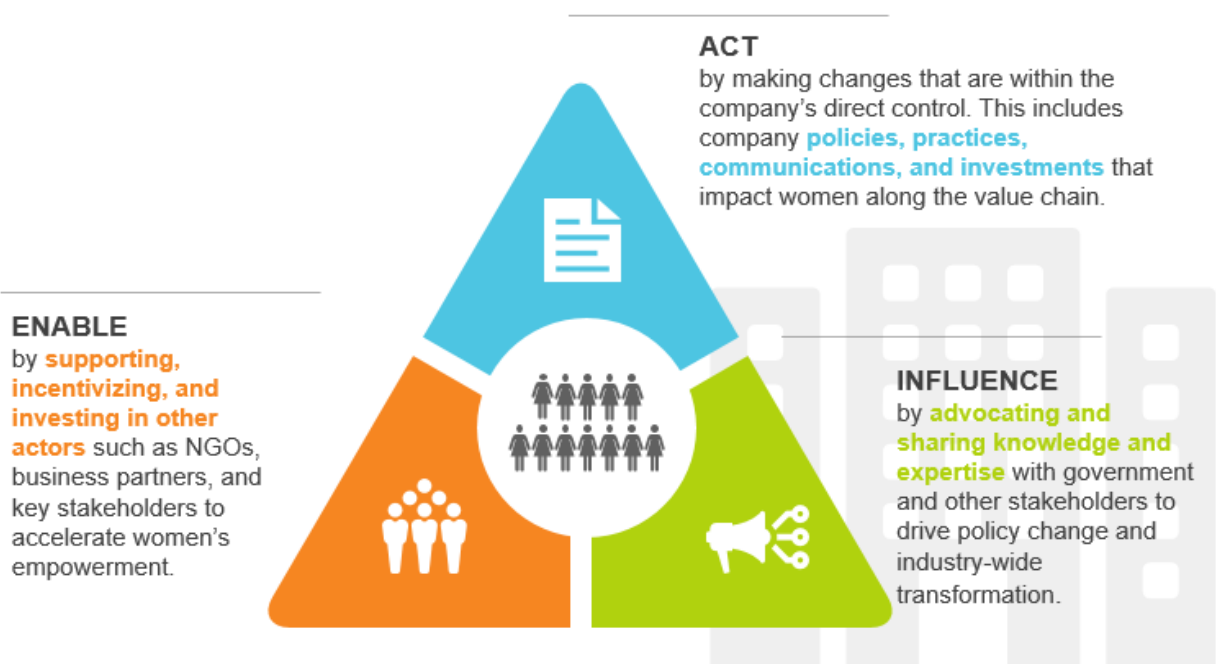 ACT
by making changes that are within the
company’s direct control. This includes
company policies, practices,
communications, and investments that
impact women along the value chain.
ENABLE
by supporting,
incentivizing, and
investing in other
actors such as NGOs,
business partners, and
key stakeholders to
accelerate women’s
empowerment.
INFLUENCE
by advocating and
sharing knowledge and
expertise with government
and other stakeholders to
drive policy change and
industry-wide
transformation.